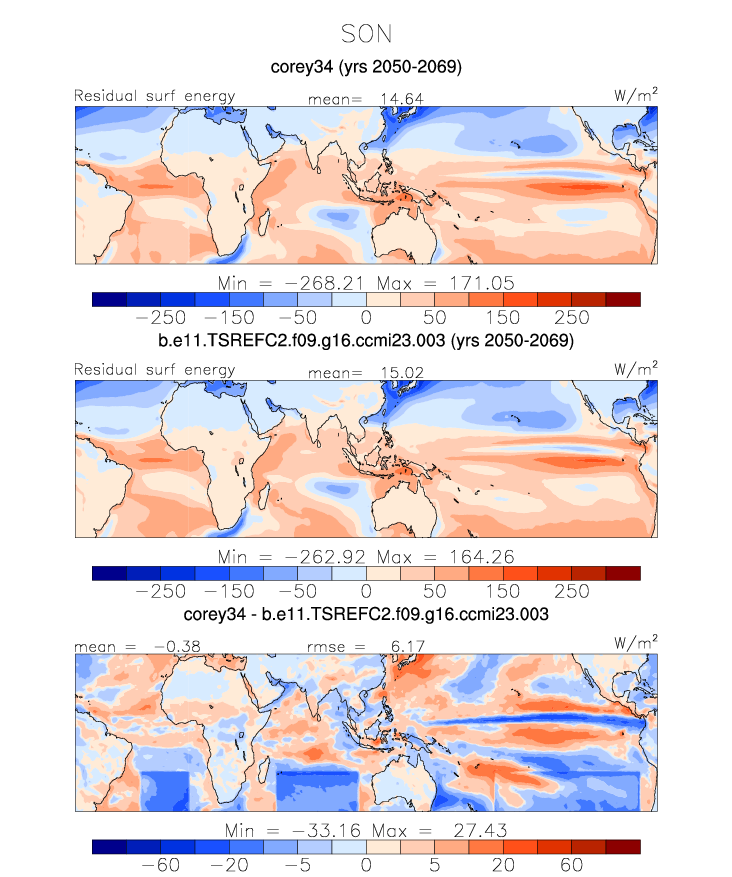 SON
corey34 (yrs 2050-2069)
Residual surf energy mean= 14.64 W/m²
Min = −268.21 Max = 171.05
−250 −150 −50 0 50 150 250
b.e11.TSREFC2.f09.g16.ccmi23.003 (yrs 2050-2069)
Residual surf energy mean= 15.02 W/m²
Min = −262.92 Max = 164.26
−250 −150 −50 0 50 150 250
corey34 - b.e11.TSREFC2.f09.g16.ccmi23.003
mean = −0.38 rmse = 6.17 W/m²
Min = −33.16 Max = 27.43
−60 −20 −5 0 5 20 60